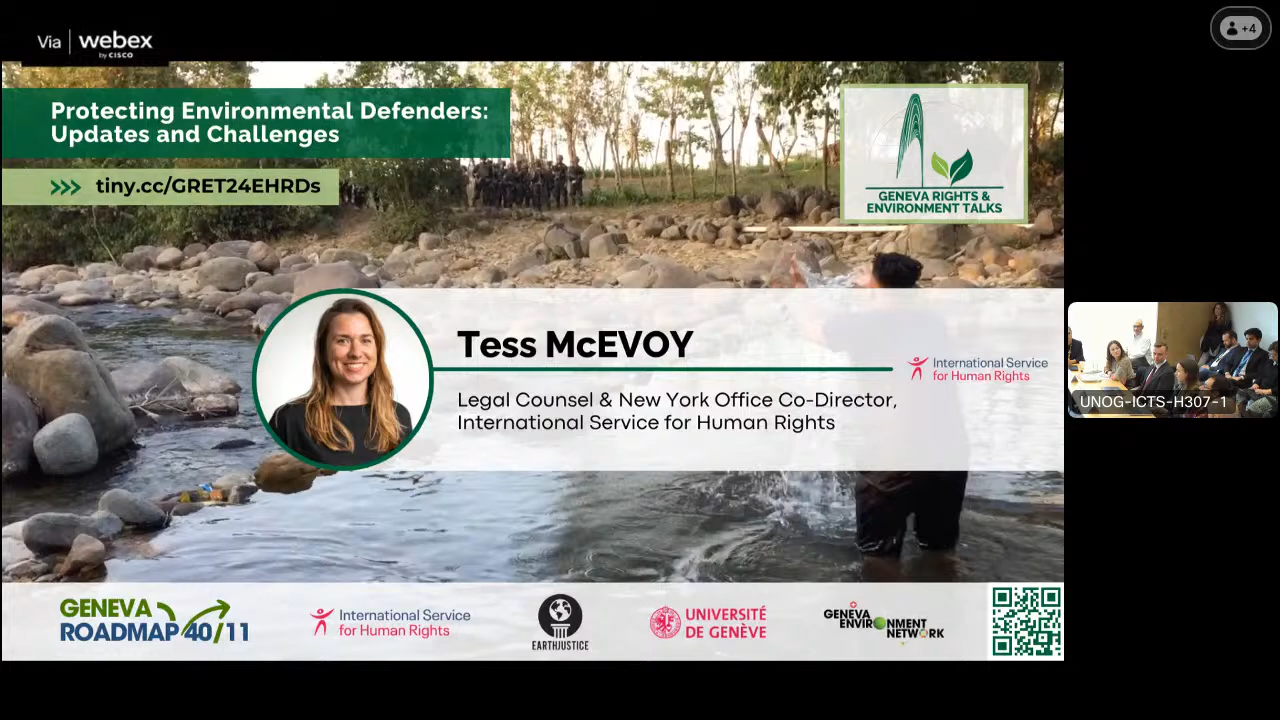 Via webex
by CISCO
+4
Protecting Environmental Defenders:
Updates and Challenges
>>> tiny.cc/GRET24EHRDs
GENEVA RIGHTS &
ENVIRONMENT TALKS
Tess McEVOY
Legal Counsel & New York Office Co-Director,
International Service for Human Rights
International Service
for Human Rights
UNOG-ICTS-H307-1
GENEVA
ROADMAP 40/11
International Service
for Human Rights
EARTHJUSTICE
UNIVERSITÉ
DE GENÈVE
GENEVA
ENVIRONMENT
NETWORK